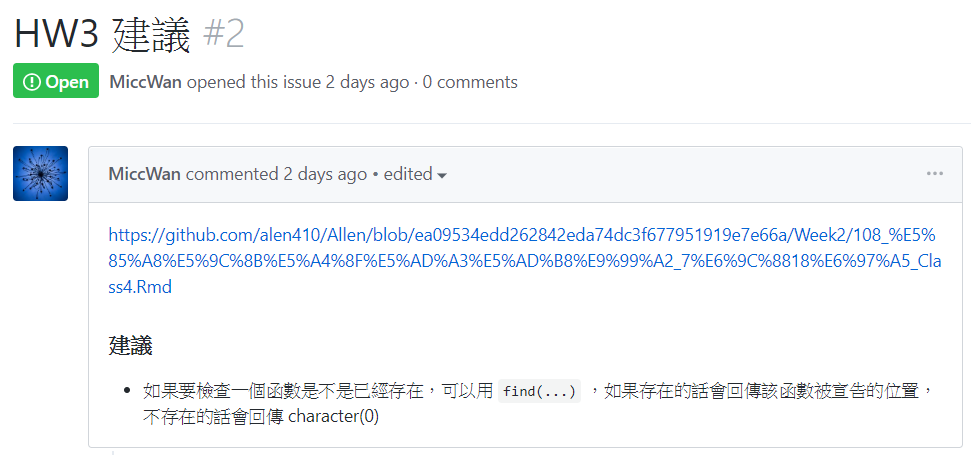 HW3 建議 #2
Open MiccWan opened this issue 2 days ago · 0 comments
MiccWan commented 2 days ago • edited
https://github.com/alen410/Allen/blob/ea09534edd262842eda74dc3f677951919e7e66a/Week2/108_%E5%
85%A8%E5%9C%8B%E5%A4%8F%E5%AD%A3%E5%AD%B8%E9%99%A2_7%E6%9C%8818%E6%97%A5_Cla
ss4.Rmd
建議
• 如果要檢查一個函數是不是已經存在，可以用 find(...) ，如果存在的話會回傳該函數被宣告的位置，
不存在的話會回傳 character(0)